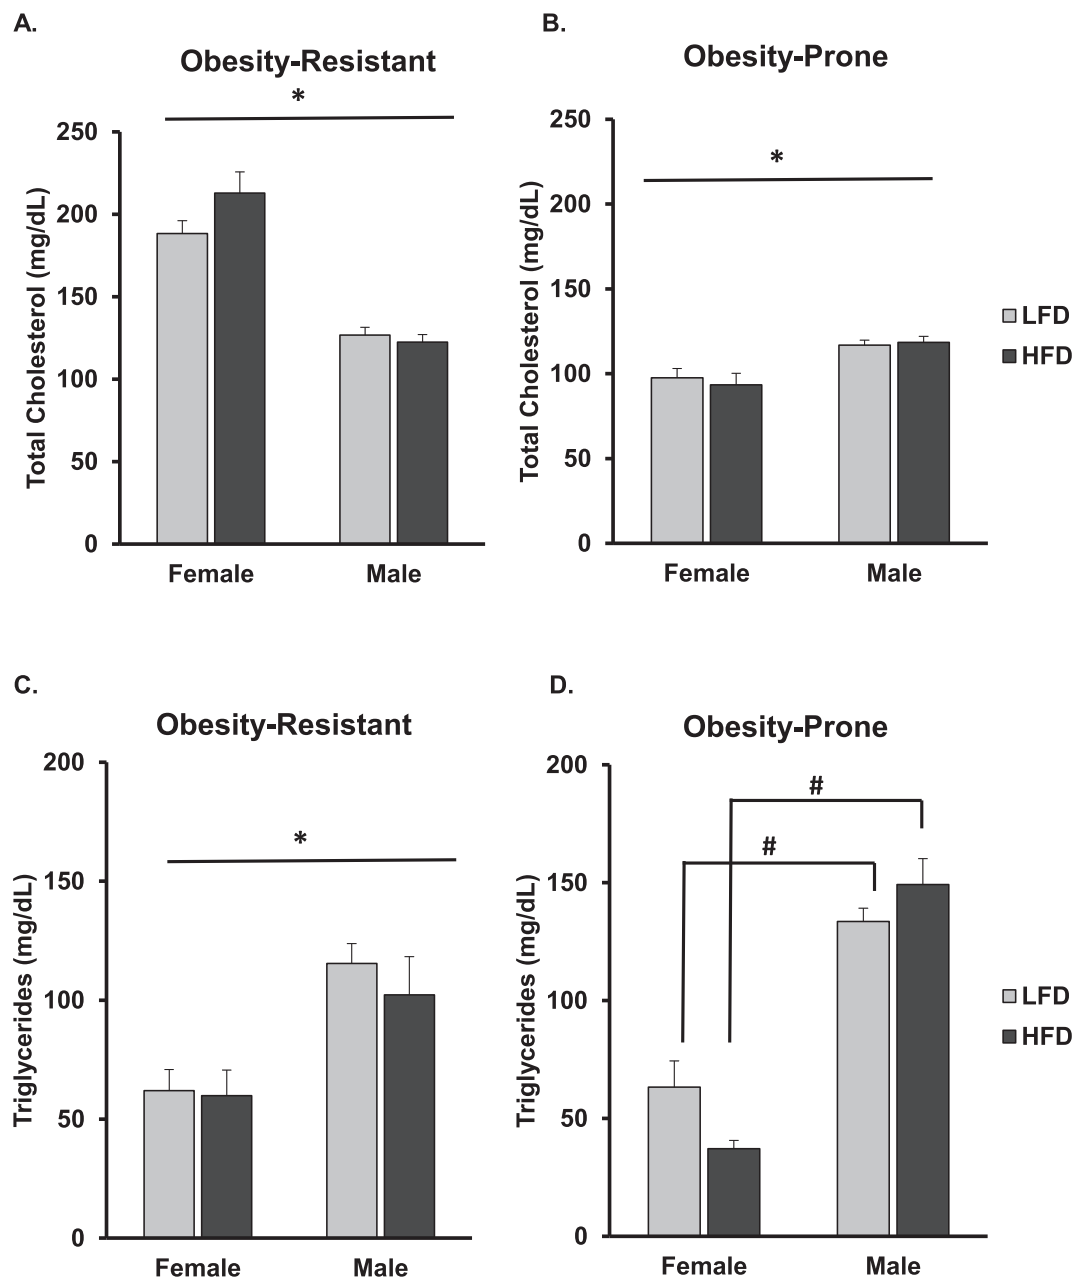 A.
Obesity-Resistant
*
Total Cholesterol (mg/dL)
250
200
150
100
50
0
Female Male
B.
Obesity-Prone
*
Total Cholesterol (mg/dL)
250
200
150
100
50
0
Female Male
LFD
HFD
C.
Obesity-Resistant
*
Triglycerides (mg/dL)
200
150
100
50
0
Female Male
D.
Obesity-Prone
#
#
Triglycerides (mg/dL)
200
150
100
50
0
Female Male
LFD
HFD